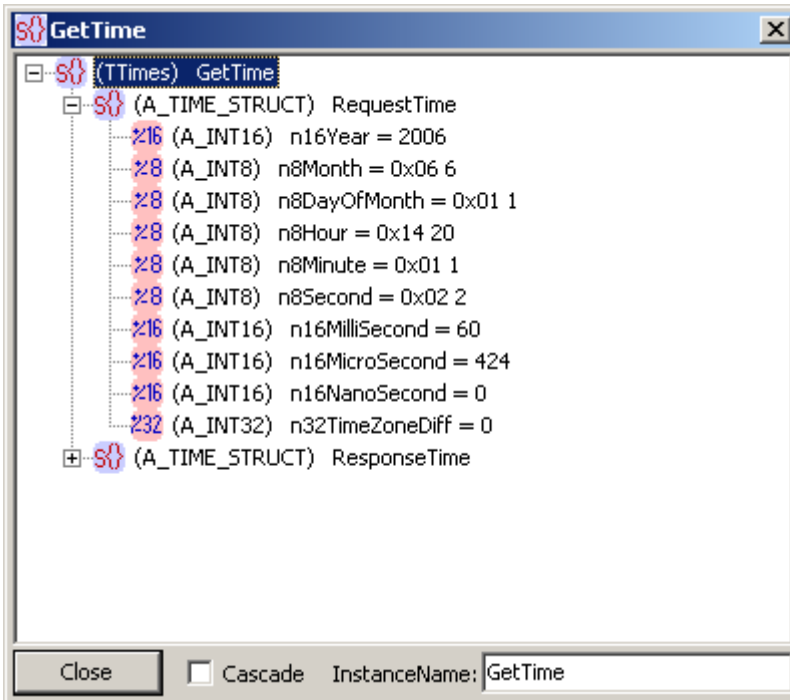 S{} GetTime
S{} (TTimes) GetTime
S{} (A_TIME_STRUCT) RequestTime
%16 (A_INT16) n16Year = 2006
%8 (A_INT8) n8Month = 0x06 6
%8 (A_INT8) n8DayOfMonth = 0x01 1
%8 (A_INT8) n8Hour = 0x14 20
%8 (A_INT8) n8Minute = 0x01 1
%8 (A_INT8) n8Second = 0x02 2
%16 (A_INT16) n16MilliSecond = 60
%16 (A_INT16) n16MicroSecond = 424
%16 (A_INT16) n16NanoSecond = 0
%32 (A_INT32) n32TimeZoneDiff = 0
S{} (A_TIME_STRUCT) ResponseTime
Close Cascade InstanceName: GetTime